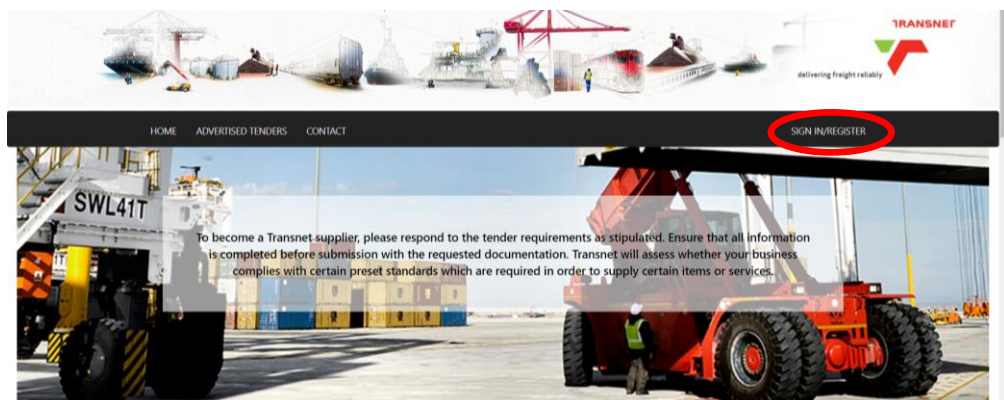 TRANSNET
delivering freight reliably
HOME ADVERTISED TENDERS CONTACT SIGN IN/REGISTER
SWL41T
To become a Transnet supplier, please respond to the tender requirements as stipulated. Ensure that all information
is completed before submission with the requested documentation. Transnet will assess whether your business
complies with certain preset standards which are required in order to supply certain items or services.